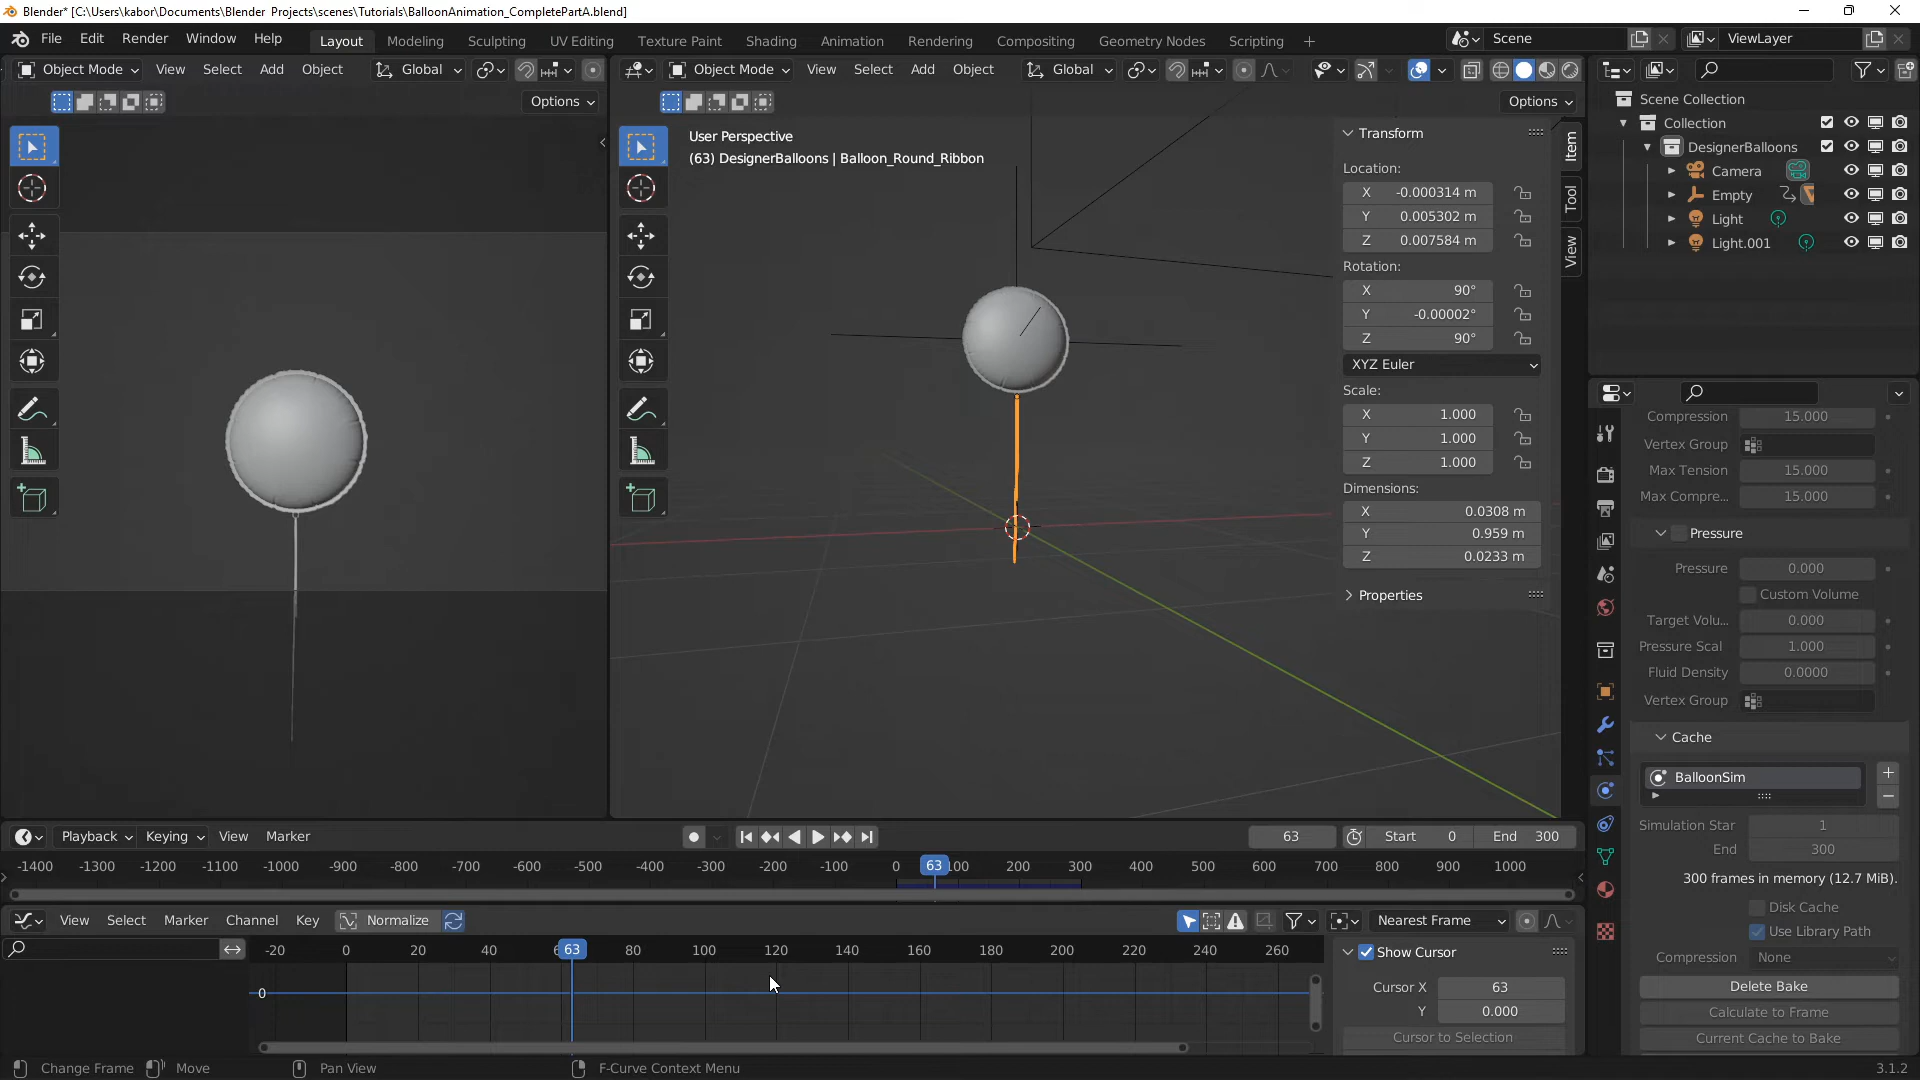 Blender* [C:\Users\kabor\Documents\Blender Projects\scenes\Tutorials\BalloonAnimation_CompletePartA.blend]
File Edit Render Window Help Layout Modeling Sculpting UV Editing Texture Paint Shading Animation Rendering Compositing Geometry Nodes Scripting + Scene ViewLayer
Object Mode View Select Add Object Global Object Mode View Select Add Object Global
Options Options
Scene Collection
Collection
DesignerBalloons
Camera
Empty
Light
Light.001
User Perspective
(63) DesignerBalloons | Balloon_Round_Ribbon
Transform
Location:
X -0.000314 m
Y 0.005302 m
Z 0.007584 m
Rotation:
X 90°
Y -0.00002°
Z 90°
XYZ Euler
Scale:
X 1.000
Y 1.000
Z 1.000
Dimensions:
X 0.0308 m
Y 0.959 m
Z 0.0233 m
Properties
Item
Tool
View
Compression 15.000
Vertex Group
Max Tension 15.000
Max Compre... 15.000
Pressure
Pressure 0.000
Custom Volume
Target Volu... 0.000
Pressure Scal 1.000
Fluid Density 0.0000
Vertex Group
Cache
BalloonSim
Simulation Star 1
End 300
300 frames in memory (12.7 MiB).
Disk Cache
Use Library Path
Compression None
Delete Bake
Calculate to Frame
Current Cache to Bake
Playback Keying View Marker 63 Start 0 End 300
-1400 -1300 -1200 -1100 -1000 -900 -800 -700 -600 -500 -400 -300 -200 -100 0 63 100 200 300 400 500 600 700 800 900 1000
View Select Marker Channel Key Normalize Nearest Frame
-20 0 20 40 63 80 100 120 140 160 180 200 220 240 260
0
Show Cursor
Cursor X 63
Y 0.000
Cursor to Selection
Change Frame Move Pan View F-Curve Context Menu 3.1.2